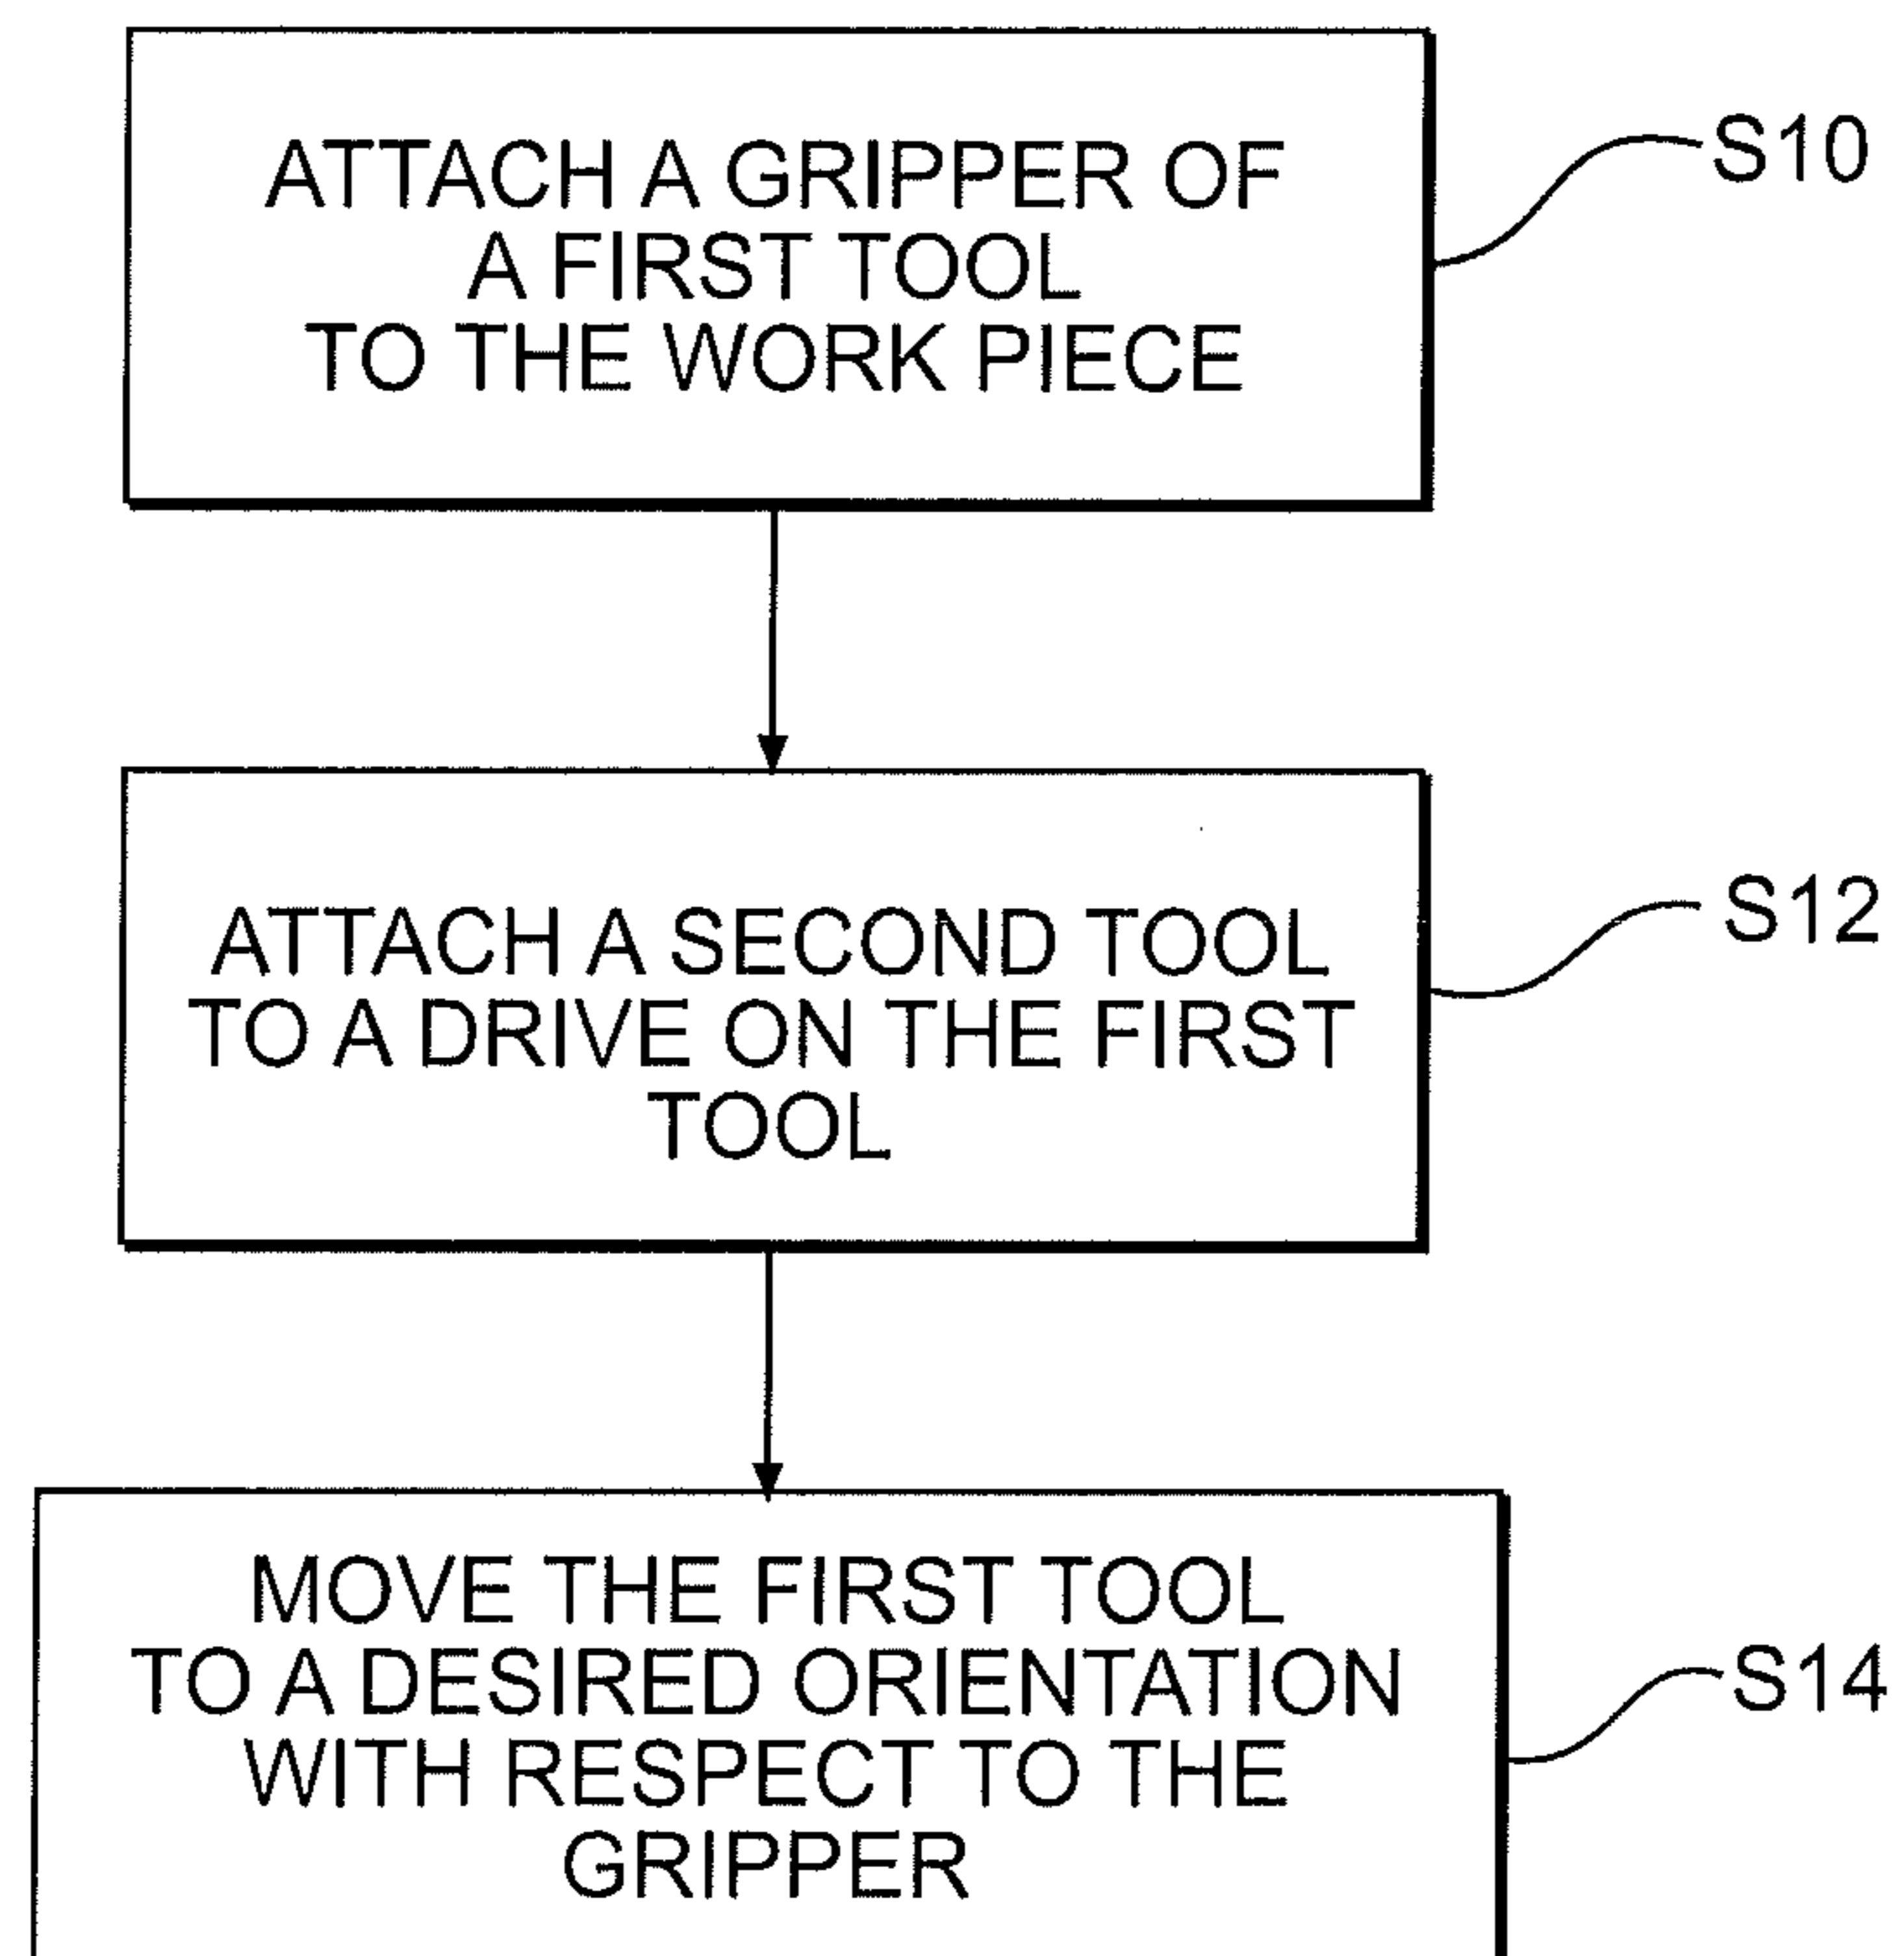 ATTACH A GRIPPER OF
A FIRST TOOL
TO THE WORK PIECE
S10
ATTACH A SECOND TOOL
TO A DRIVE ON THE FIRST
TOOL
S12
MOVE THE FIRST TOOL
TO A DESIRED ORIENTATION
WITH RESPECT TO THE
GRIPPER
S14